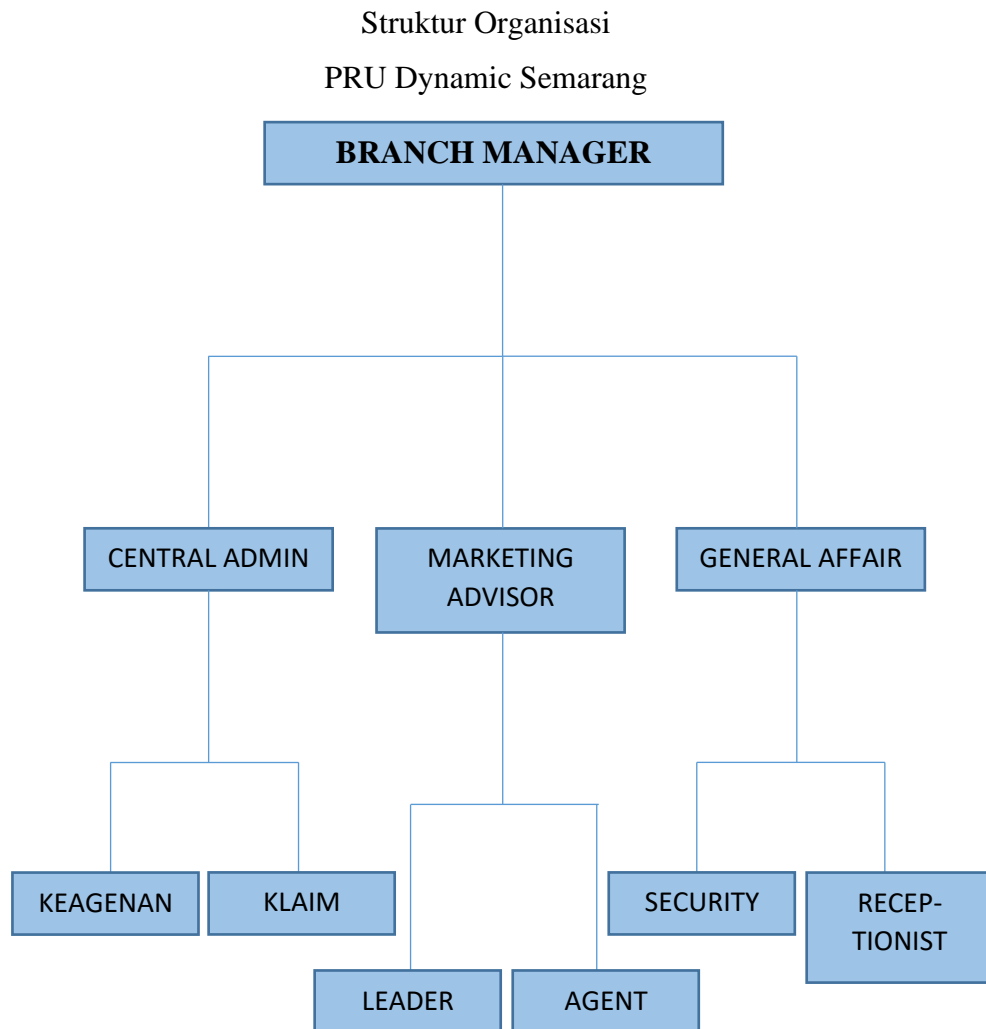 Struktur Organisasi
PRU Dynamic Semarang
BRANCH MANAGER
CENTRAL ADMIN
MARKETING
ADVISOR
GENERAL AFFAIR
KEAGENAN
KLAIM
SECURITY
RECEP-
TIONIST
LEADER
AGENT